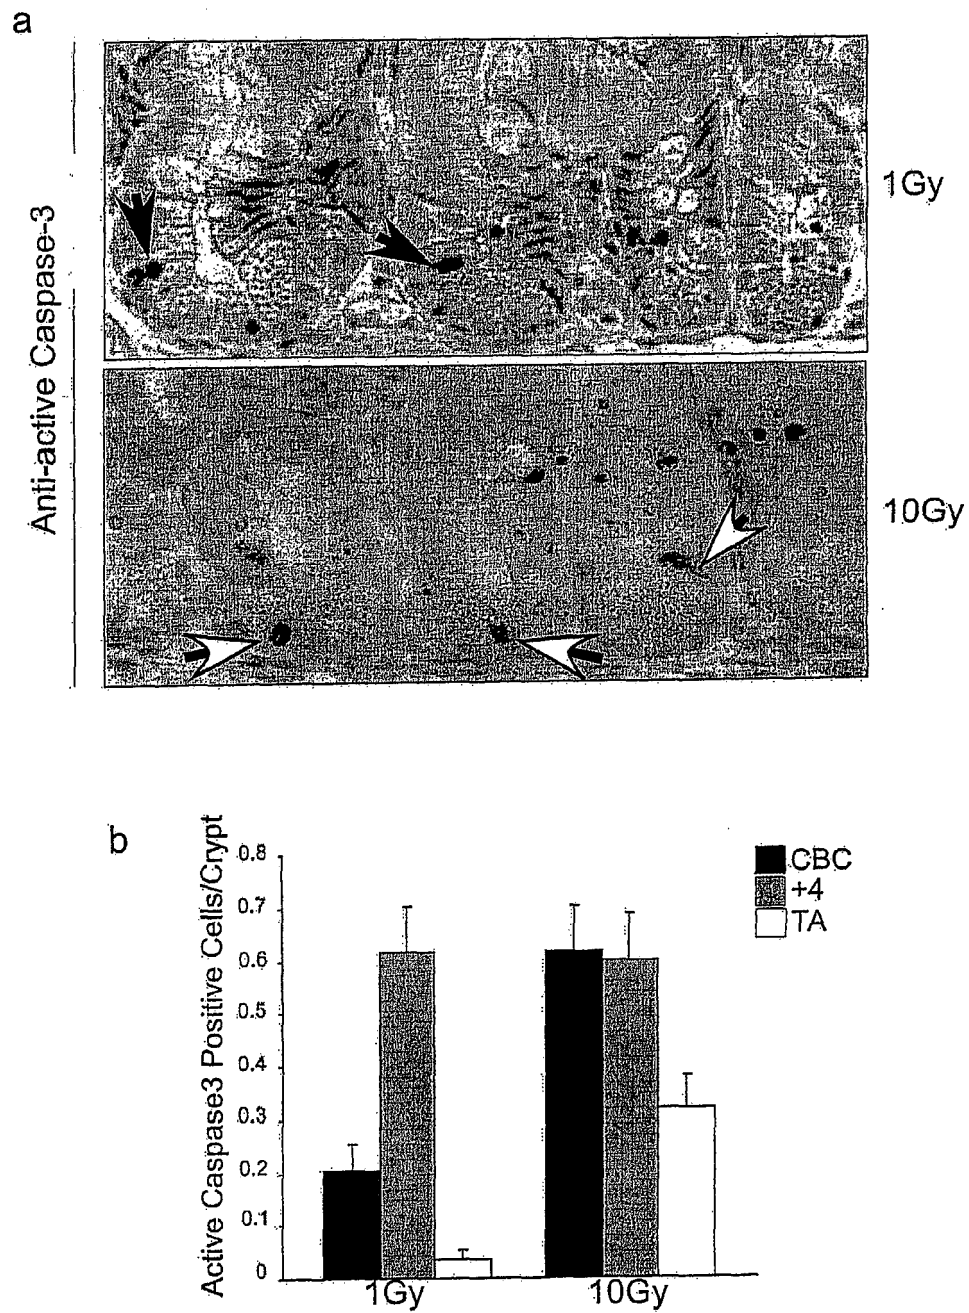 a
Anti-active Caspase-3
1Gy
10Gy
b
Active Caspase3 Positive Cells/Crypt
0.8
0.7
0.6
0.5
0.4
0.3
0.2
0.1
0
CBC
+4
TA
1Gy
10Gy